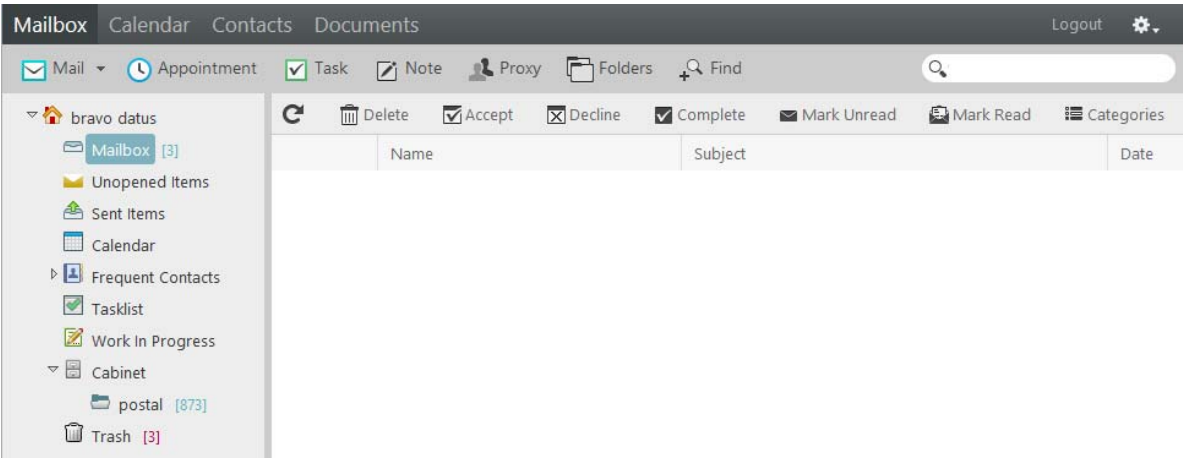 Mailbox Calendar Contacts Documents Logout
Mail Appointment Task Note Proxy Folders Find
bravo datus
Mailbox [3]
Unopened Items
Sent Items
Calendar
Frequent Contacts
Tasklist
Work In Progress
Cabinet
postal [873]
Trash [3]
Delete Accept Decline Complete Mark Unread Mark Read Categories
Name Subject Date